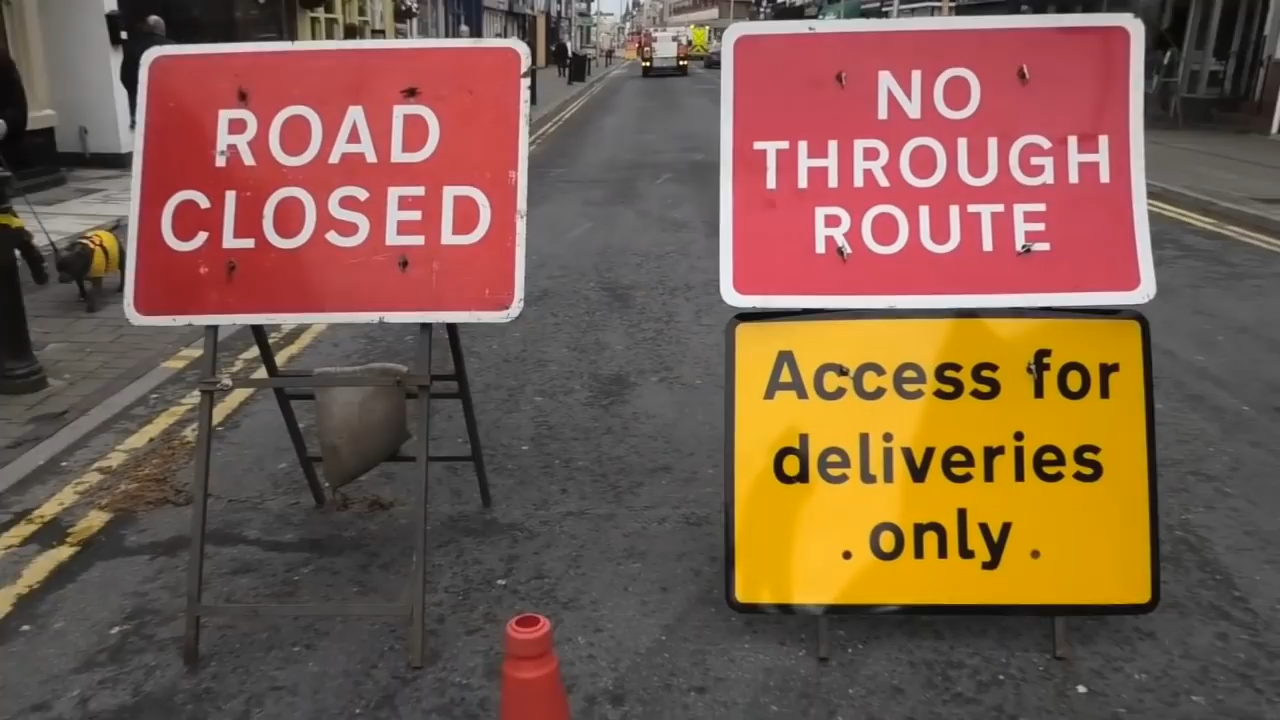 ROAD
CLOSED
NO
THROUGH
ROUTE
Access for
deliveries
only